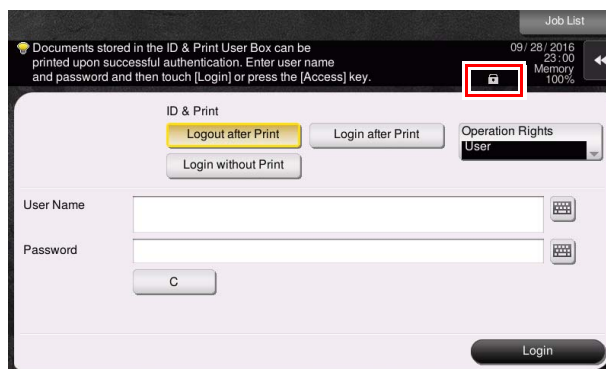 Job List
Documents stored in the ID & Print User Box can be
printed upon successful authentication. Enter user name
and password and then touch [Login] or press the [Access] key.
09/28/2016
23:00
Memory
100%
ID & Print
Logout after Print
Login after Print
Login without Print
Operation Rights
User
User Name
Password
C
Login